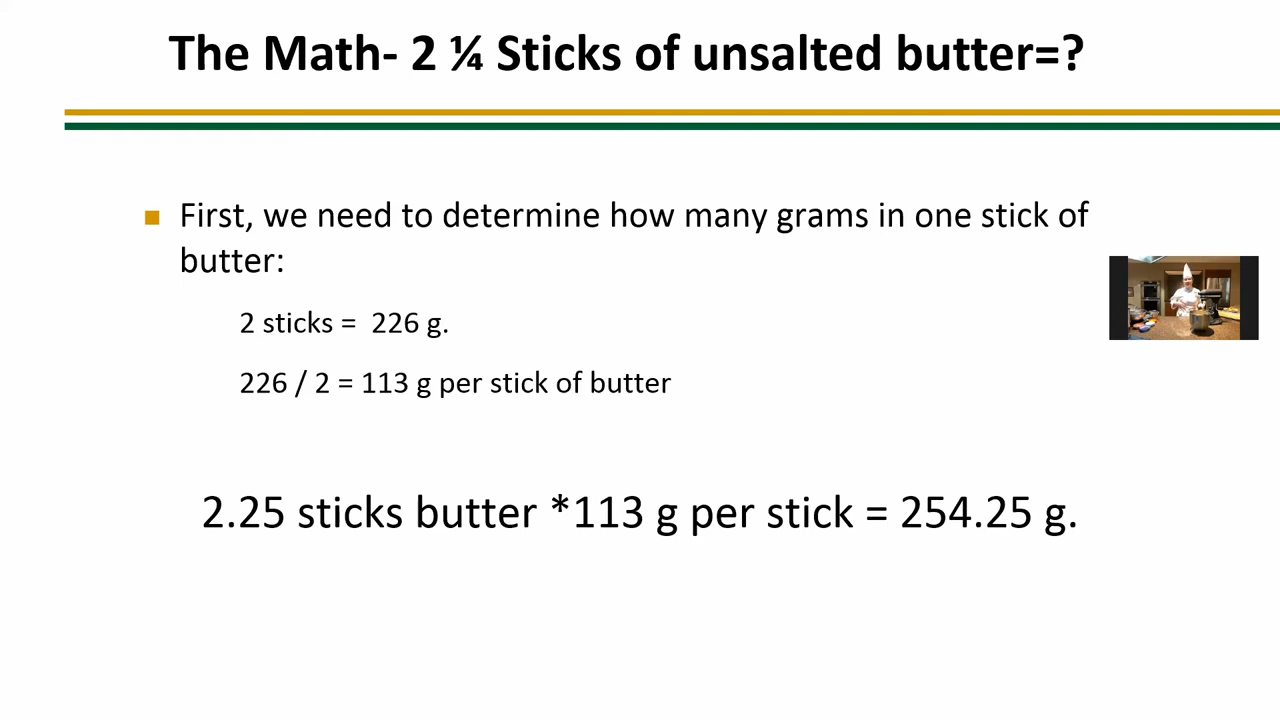 The Math- 2 ¼ Sticks of unsalted butter=?
First, we need to determine how many grams in one stick of
butter:
2 sticks =  226 g.
226 / 2 = 113 g per stick of butter
2.25 sticks butter *113 g per stick = 254.25 g.